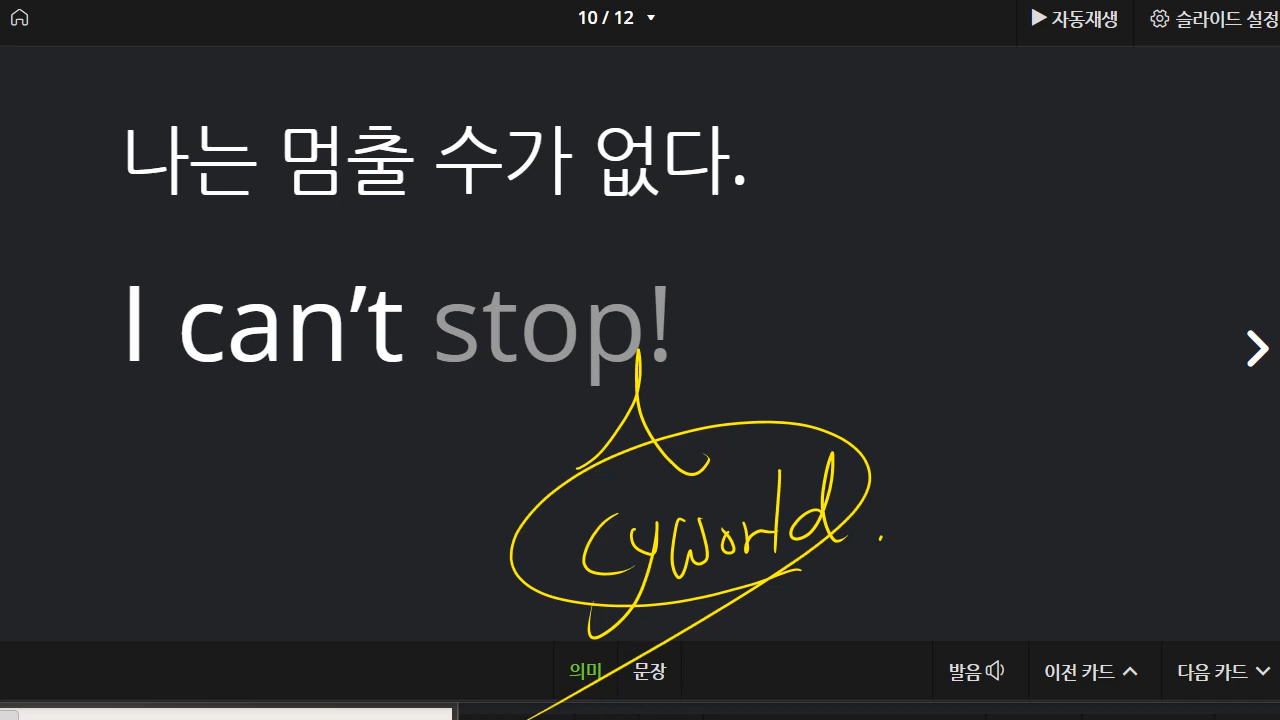 10 / 12
자동재생
슬라이드 설정
나는 멈출 수가 없다.
I can’t stop!
cyworld
의미
문장
발음
이전 카드
다음 카드